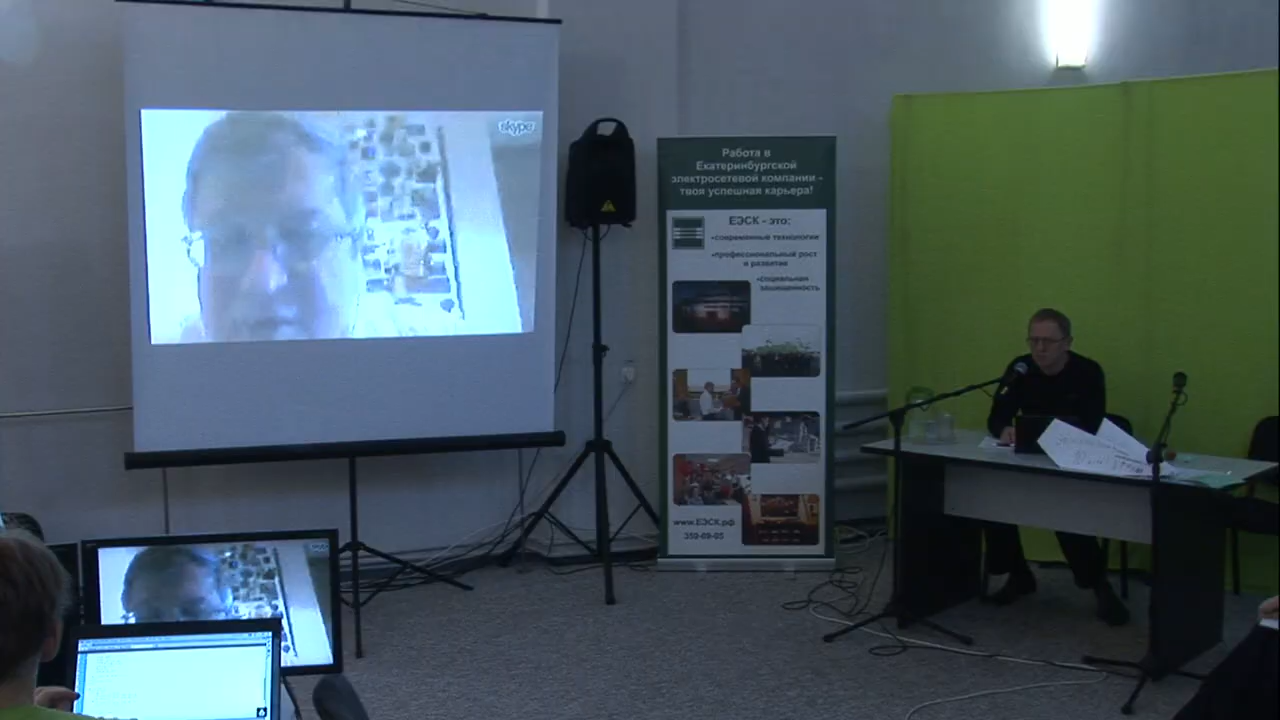 skype
Работа в
Екатеринбургской
электросетевой компании -
твоя успешная карьера!
ЕЭСК - это:
•современные технологии
•профессиональный рост
и развитие
•социальная
защищенность
www.ЕЭСК.рф
359-09-05